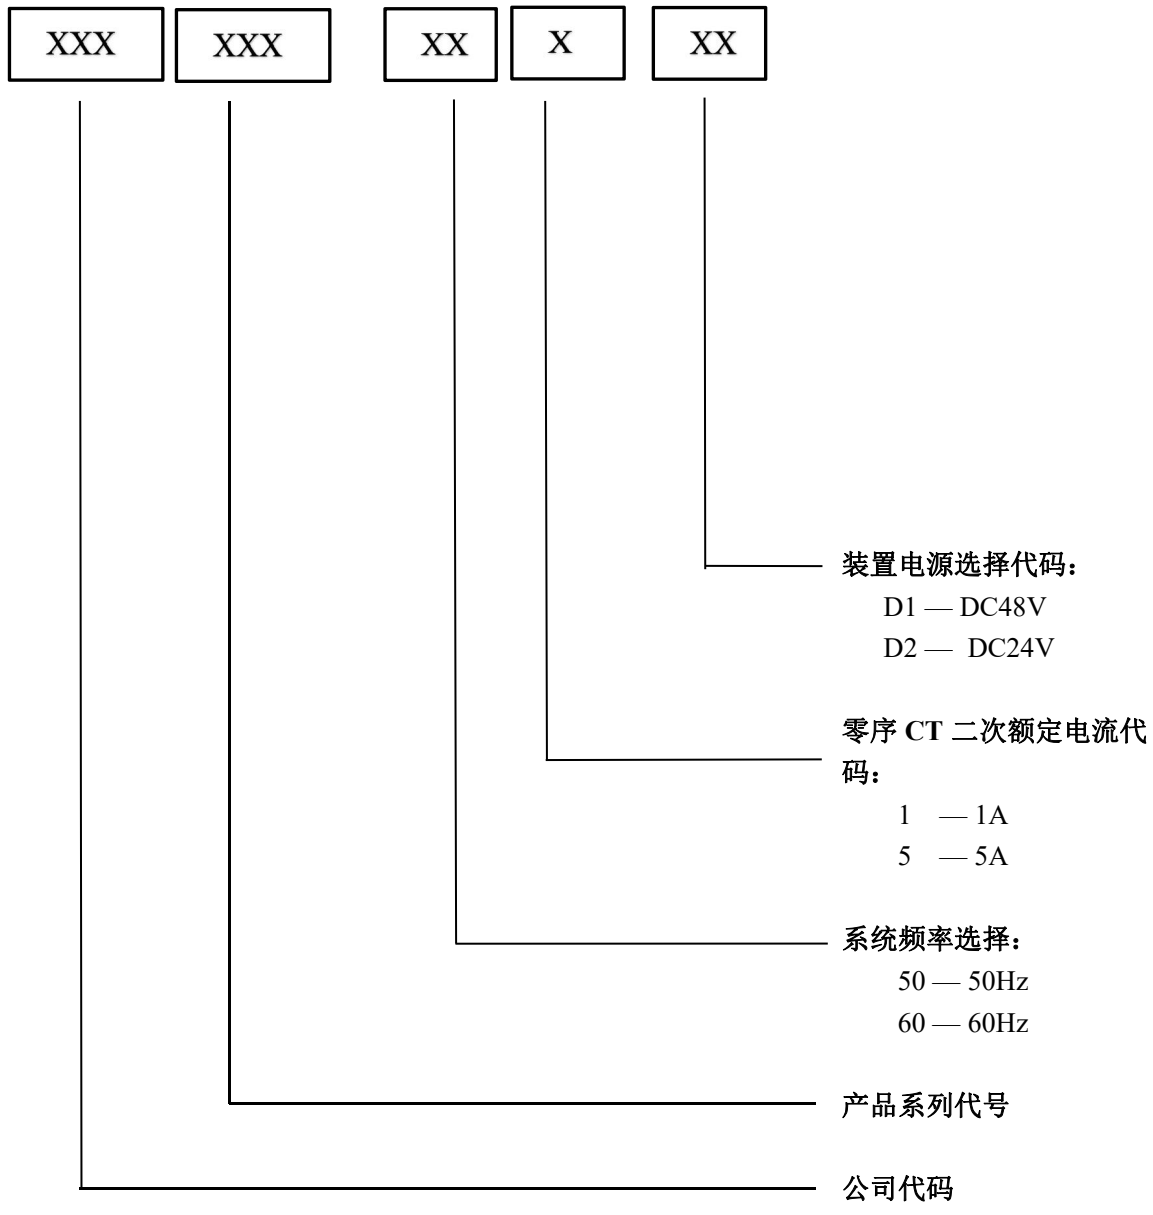 XXX XXX XX X XX
装置电源选择代码：
D1 — DC48V
D2 — DC24V
零序 CT 二次额定电流代
码：
1 — 1A
5 — 5A
系统频率选择：
50 — 50Hz
60 — 60Hz
产品系列代号
公司代码